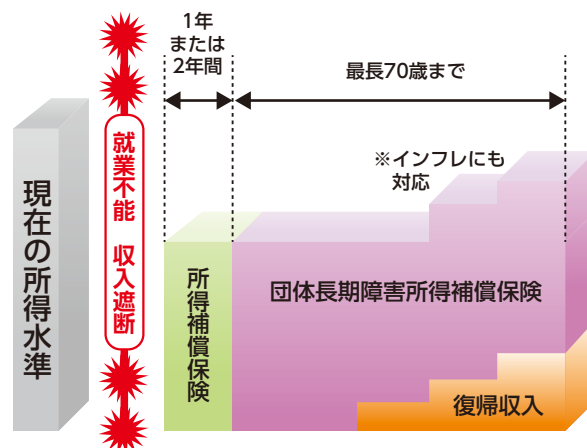 1年
または
2年間
最長70歳まで
※インフレにも
対応
現在の所得水準
就業不能 収入遮断
所得補償保険
団体長期障害所得補償保険
復帰収入